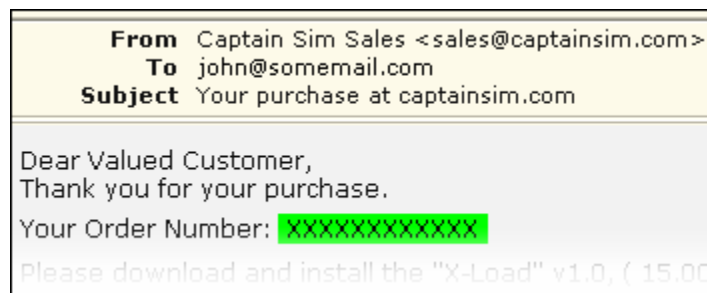 From Captain Sim Sales <sales@captainsim.com>
To john@somemail.com
Subject Your purchase at captainsim.com
Dear Valued Customer,
Thank you for your purchase.
Your Order Number: XXXXXXXXXXXX
Please download and install the "X-Load" v1.0, ( 15.00